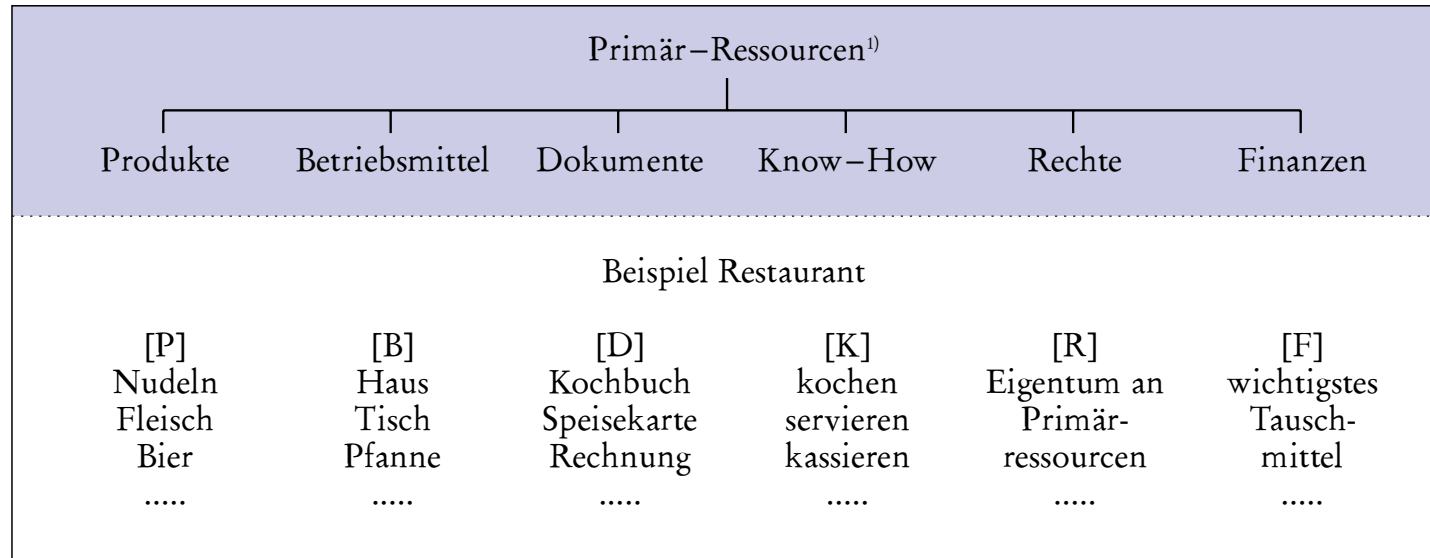 Primär–Ressourcen¹⁾
Produkte Betriebsmittel Dokumente Know–How Rechte Finanzen
Beispiel Restaurant
[P] [B] [D] [K] [R] [F]
Nudeln Haus Kochbuch kochen Eigentum an wichtigstes
Fleisch Tisch Speisekarte servieren Primär- Tausch-
Bier Pfanne Rechnung kassieren ressourcen mittel
..... ..... ..... ..... ..... .....